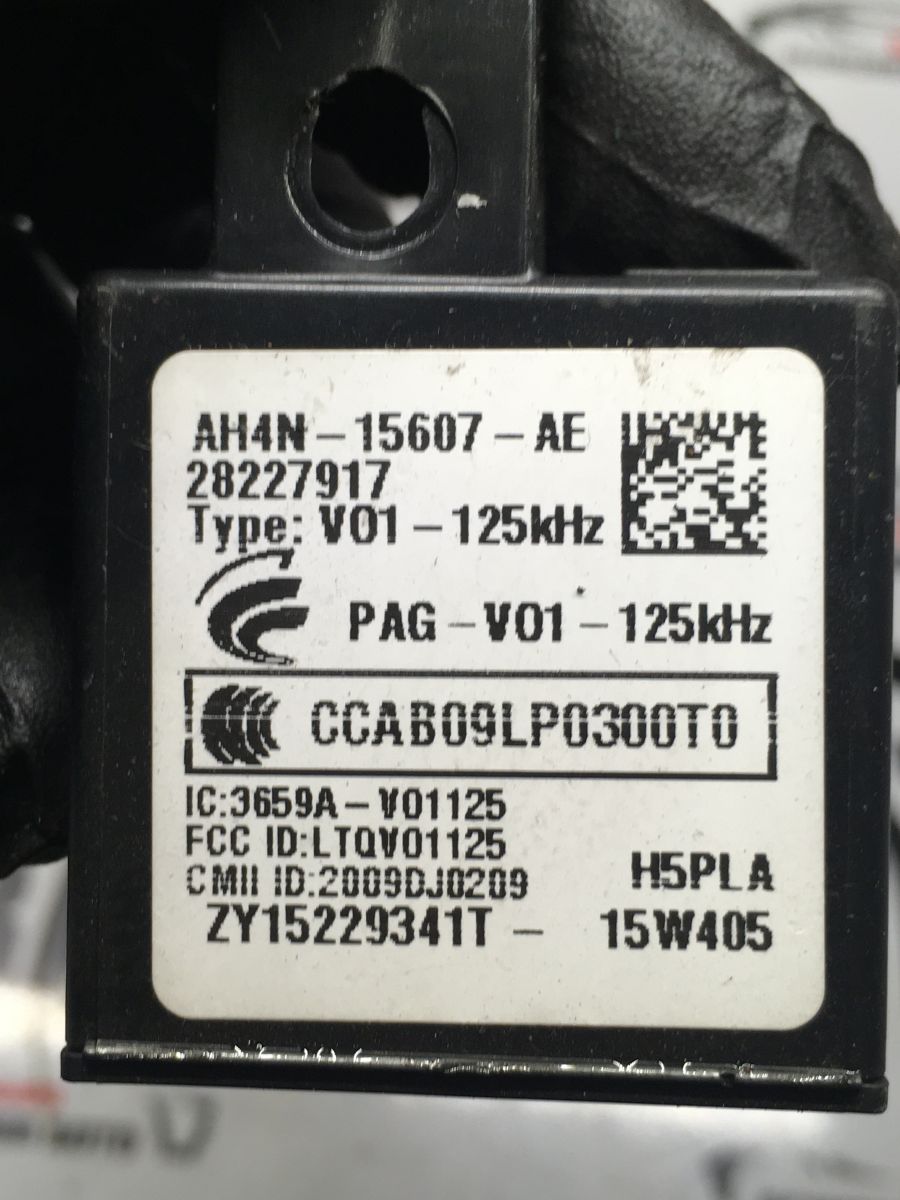 AH4N-15607-AE
28227917
Type: V01-125kHz
PAG-V01-125kHz
CCAB09LP0300T0
IC:3659A-V01125
FCC ID:LTQV01125
CMII ID:2009DJ0209
H5PLA
ZY15229341T- 15W405